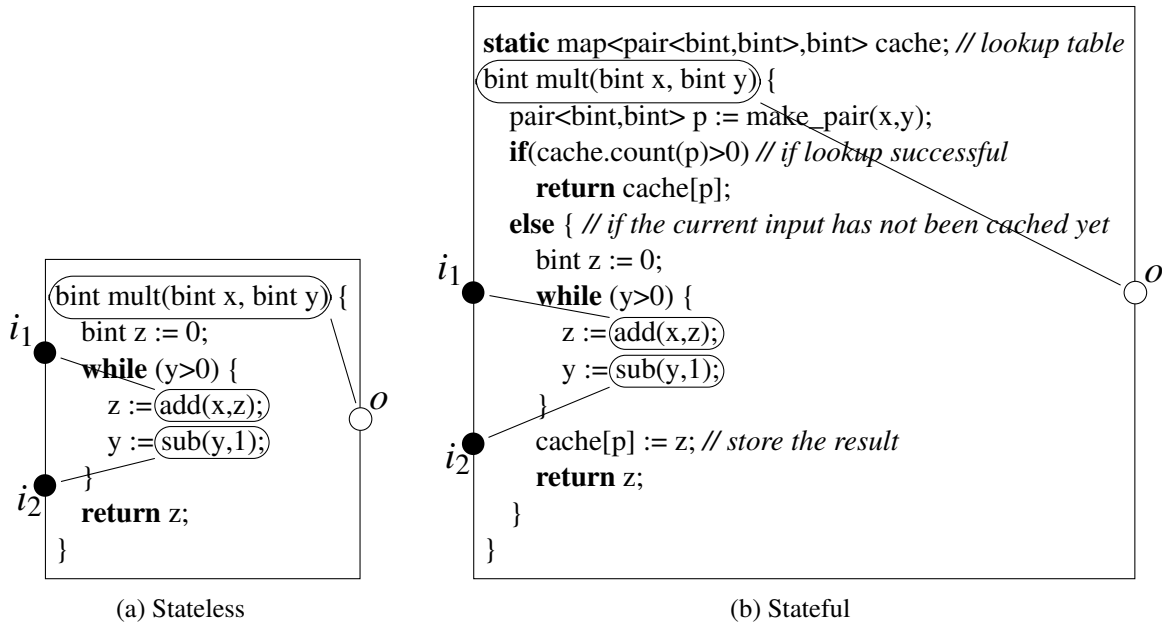 bint mult(bint x, bint y) {
bint z := 0;
while (y>0) {
z := add(x,z);
y := sub(y,1);
}
return z;
}
i1
i2
o
(a) Stateless
static map<pair<bint,bint>,bint> cache; // lookup table
bint mult(bint x, bint y) {
pair<bint,bint> p := make_pair(x,y);
if(cache.count(p)>0) // if lookup successful
return cache[p];
else { // if the current input has not been cached yet
bint z := 0;
while (y>0) {
z := add(x,z);
y := sub(y,1);
}
cache[p] := z; // store the result
return z;
}
}
i1
i2
o
(b) Stateful